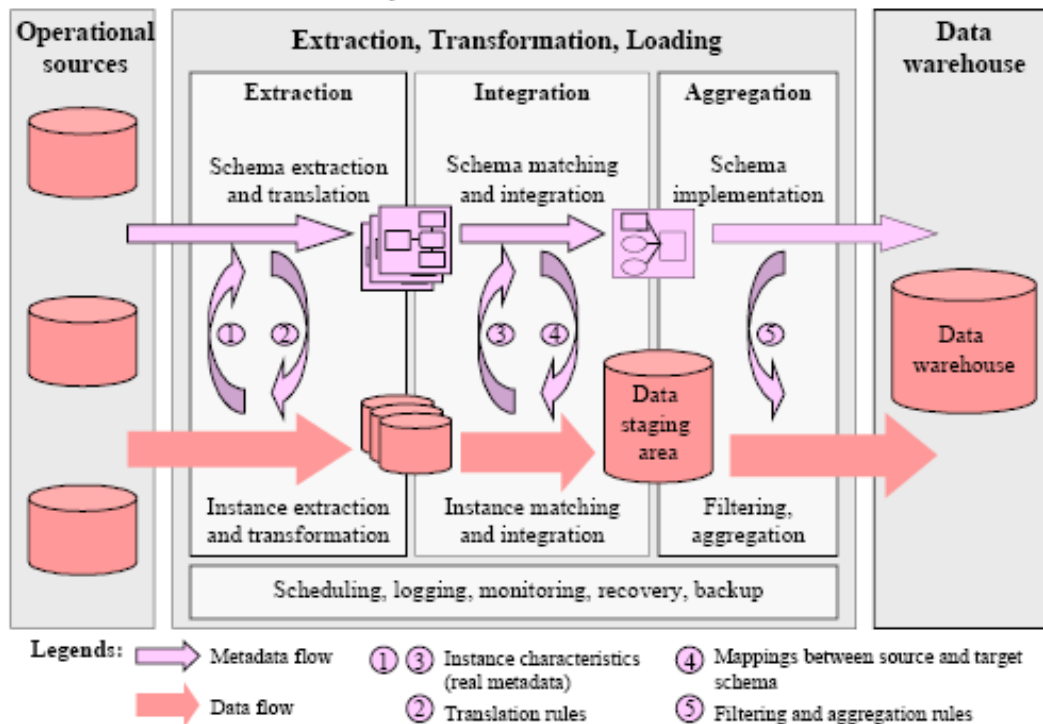 Operational
sources
Extraction, Transformation, Loading
Data
warehouse
Extraction
Integration
Aggregation
Schema extraction
and translation
Schema matching
and integration
Schema
implementation
1
2
3
4
5
Data
warehouse
Data
staging
area
Instance extraction
and transformation
Instance matching
and integration
Filtering,
aggregation
Scheduling, logging, monitoring, recovery, backup
Legends:
Metadata flow
1 3 Instance characteristics
(real metadata)
4 Mappings between source and target
schema
Data flow
2 Translation rules
5 Filtering and aggregation rules